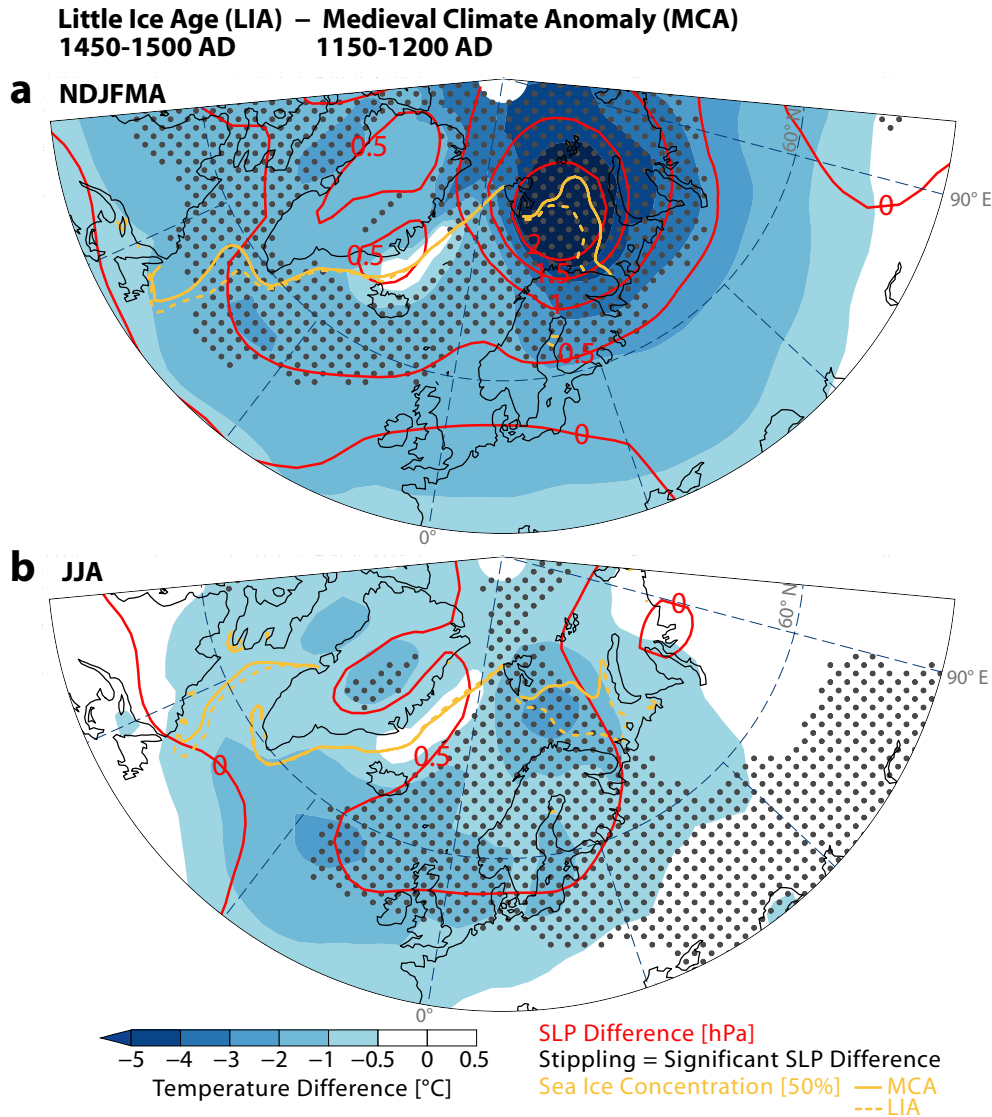 Little Ice Age (LIA) – Medieval Climate Anomaly (MCA)
1450-1500 AD 1150-1200 AD
a NDJFMA
0.5
60° N
90° E
0
0.5
2
1.5
1
0.5
0
0°
b JJA
0
60° N
90° E
0
0.5
0°
−5 −4 −3 −2 −1 −0.5 0 0.5
Temperature Difference [°C]
SLP Difference [hPa]
Stippling = Significant SLP Difference
Sea Ice Concentration [50%] MCA
LIA